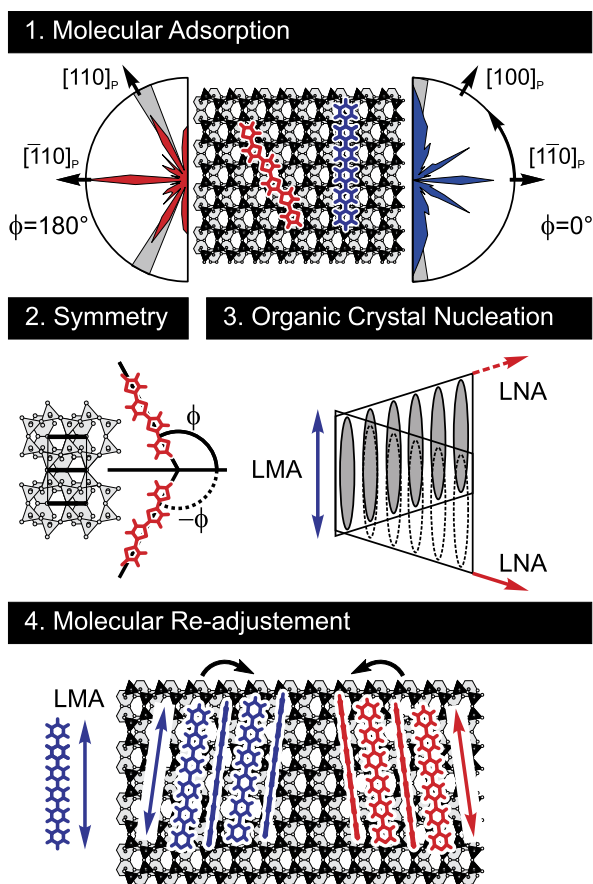 1. Molecular Adsorption
[110]P
[100]P
[1̅10]P
[11̅0]P
ϕ=180°
ϕ=0°
2. Symmetry
3. Organic Crystal Nucleation
ϕ
−ϕ
LMA
LNA
LNA
4. Molecular Re-adjustement
LMA